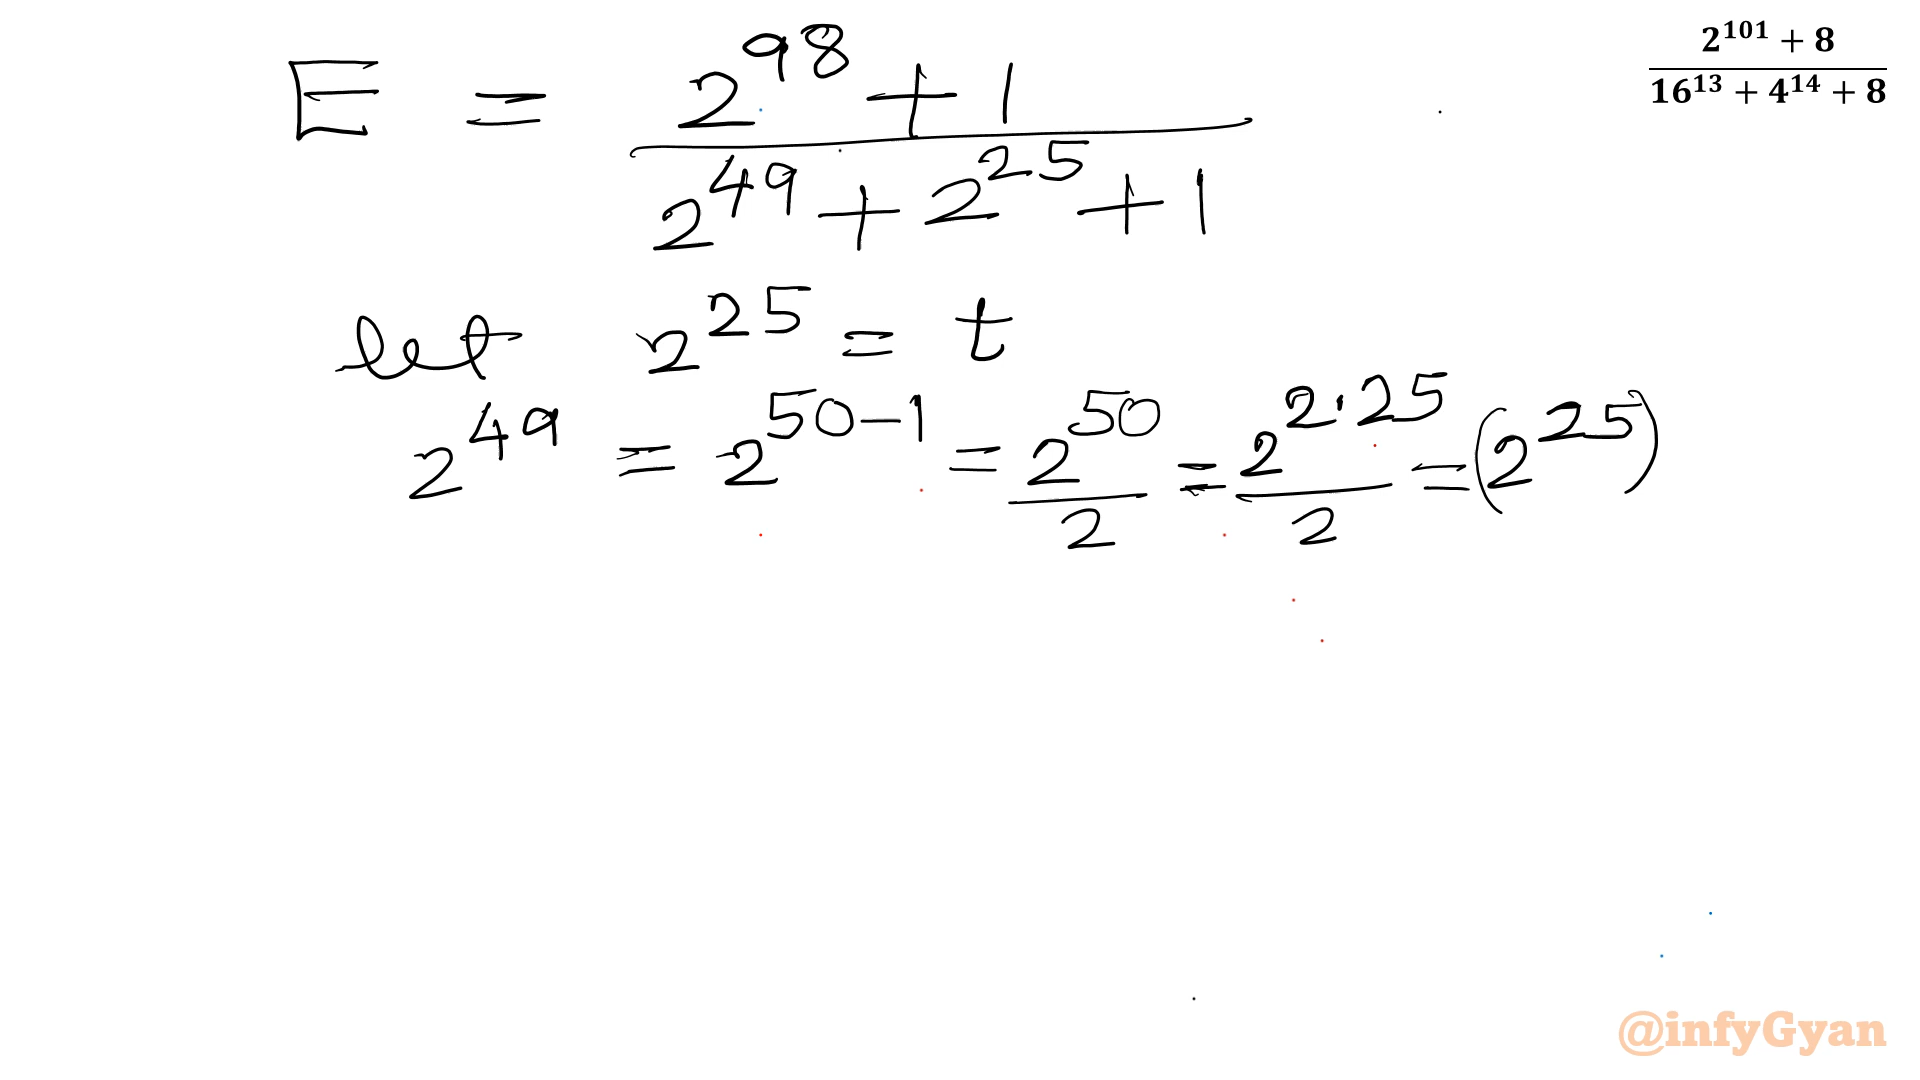 E = 2^98 + 1 / 2^49 + 2^25 + 1
2^101 + 8 / 16^13 + 4^14 + 8
let 2^25 = t
2^49 = 2^50-1 = 2^50 / 2 = 2^2·25 / 2 = (2^25)
@infyGyan